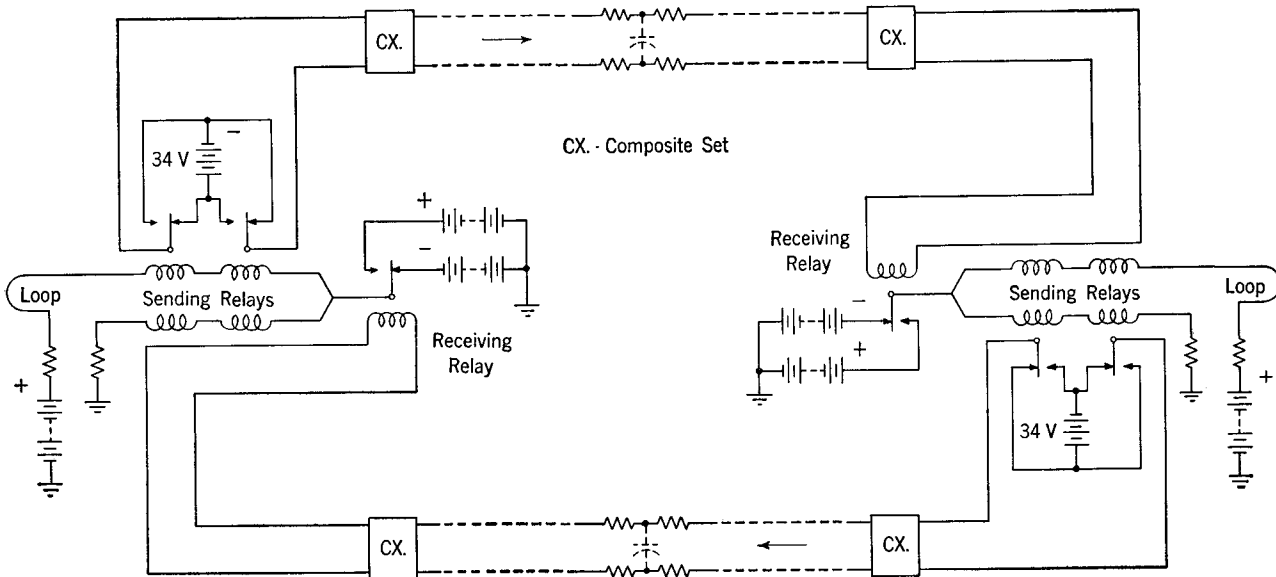 CX.
CX.
CX. - Composite Set
34 V
−
+
−
Receiving
Relay
Loop
Sending Relays
Receiving
Relay
+
−
+
Sending Relays
Loop
+
34 V
CX.
CX.